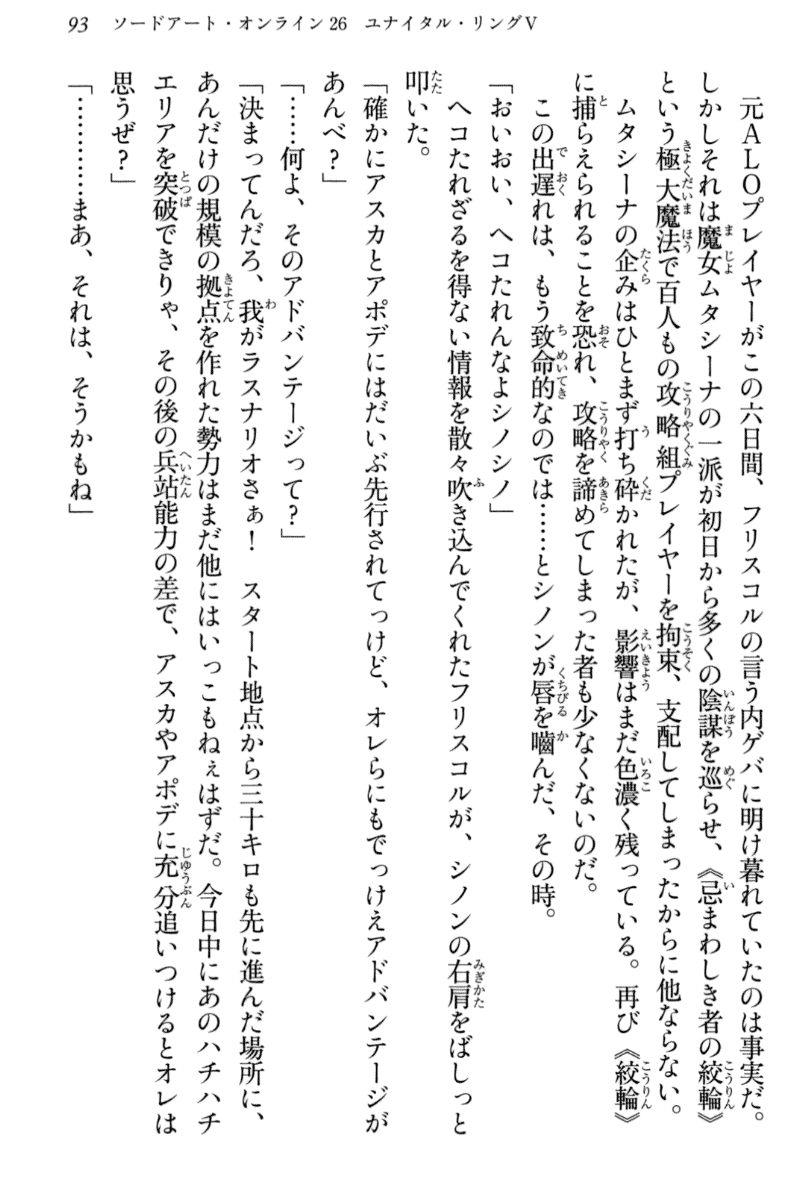 93　ソードアート・オンライン26　ユナイタル・リングⅤ
　元ＡＬＯプレイヤーがこの六日間、フリスコルの言う内ゲバに明け暮れていたのは事実だ。
しかしそれは魔女ムタシーナの一派が初日から多くの陰謀を巡らせ、《忌まわしき者の絞輪》
という極大魔法で百人もの攻略組プレイヤーを拘束、支配してしまったからに他ならない。
　ムタシーナの企みはひとまず打ち砕かれたが、影響はまだ色濃く残っている。再び《絞輪》
に捕らえられることを恐れ、攻略を諦めてしまった者も少なくないのだ。
　この出遅れは、もう致命的なのでは……とシノンが唇を嚙んだ、その時。
「おいおい、ヘコたれんなよシノシノ」
　ヘコたれざるを得ない情報を散々吹き込んでくれたフリスコルが、シノンの右肩をばしっと
叩いた。
「確かにアスカとアポデにはだいぶ先行されてっけど、オレらにもでっけえアドバンテージが
あんべ？」
「……何よ、そのアドバンテージって？」
「決まってんだろ、我がラスナリオさぁ！　スタート地点から三十キロも先に進んだ場所に、
あんだけの規模の拠点を作れた勢力はまだ他にはいっこもねぇはずだ。今日中にあのハチハチ
エリアを突破できりゃ、その後の兵站能力の差で、アスカやアポデに充分追いつけるとオレは
思うぜ？」
「…………まあ、それは、そうかもね」